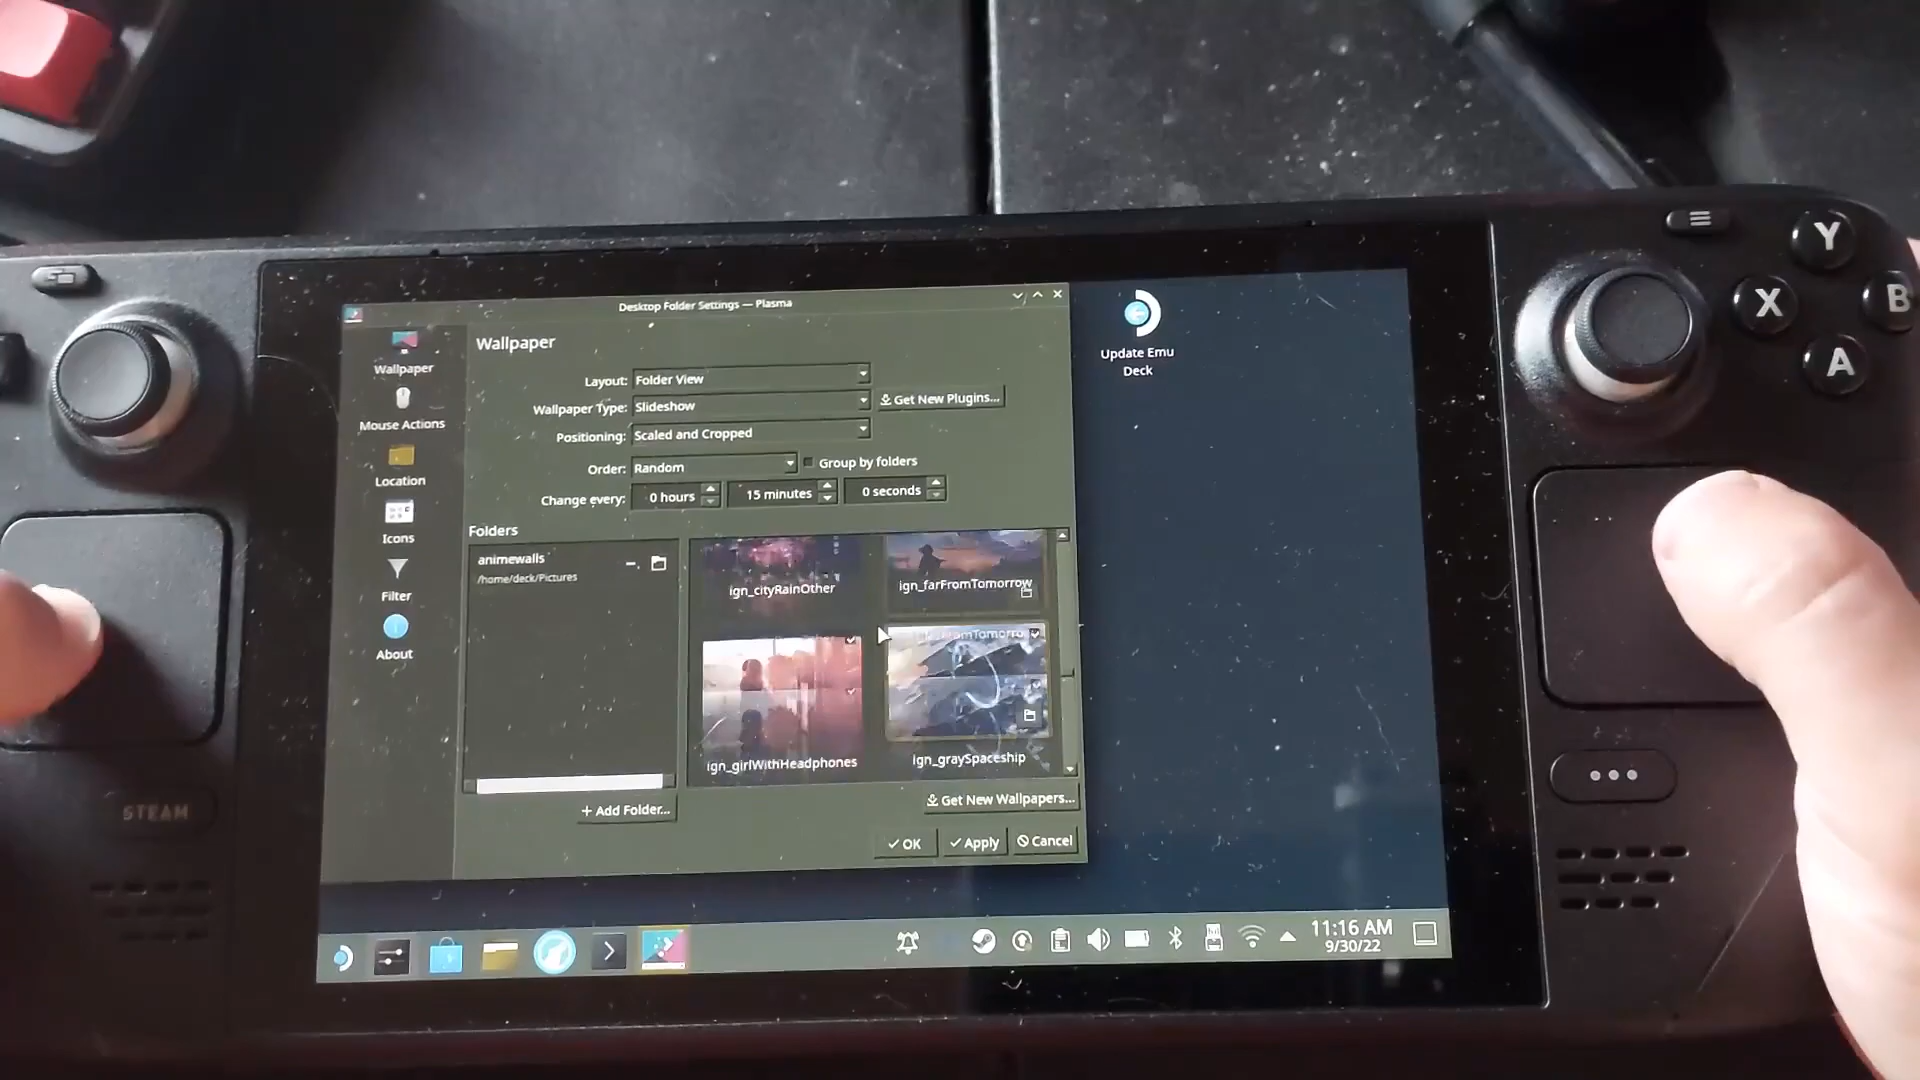 Desktop Folder Settings — Plasma
Wallpaper
Mouse Actions
Location
Icons
Filter
About
Wallpaper
Layout: Folder View
Wallpaper Type: Slideshow
Get New Plugins...
Positioning: Scaled and Cropped
Order: Random
Group by folders
Change every: 0 hours 15 minutes 0 seconds
Folders
animewalls
/home/deck/Pictures
ign_cityRainOther
ign_farFromTomorrow
ign_girlWithHeadphones
ign_graySpaceship
+ Add Folder...
Get New Wallpapers...
OK
Apply
Cancel
Update Emu
Deck
11:16 AM
9/30/22
STEAM
Y
X
B
A